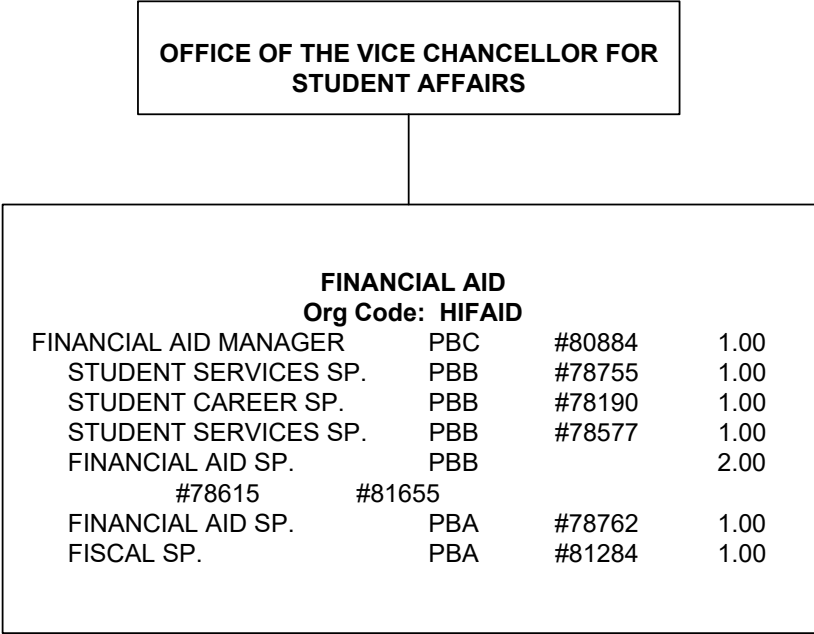 OFFICE OF THE VICE CHANCELLOR FOR
STUDENT AFFAIRS
FINANCIAL AID
Org Code: HIFAID
FINANCIAL AID MANAGER PBC #80884 1.00
STUDENT SERVICES SP. PBB #78755 1.00
STUDENT CAREER SP. PBB #78190 1.00
STUDENT SERVICES SP. PBB #78577 1.00
FINANCIAL AID SP. PBB 2.00
#78615 #81655
FINANCIAL AID SP. PBA #78762 1.00
FISCAL SP. PBA #81284 1.00